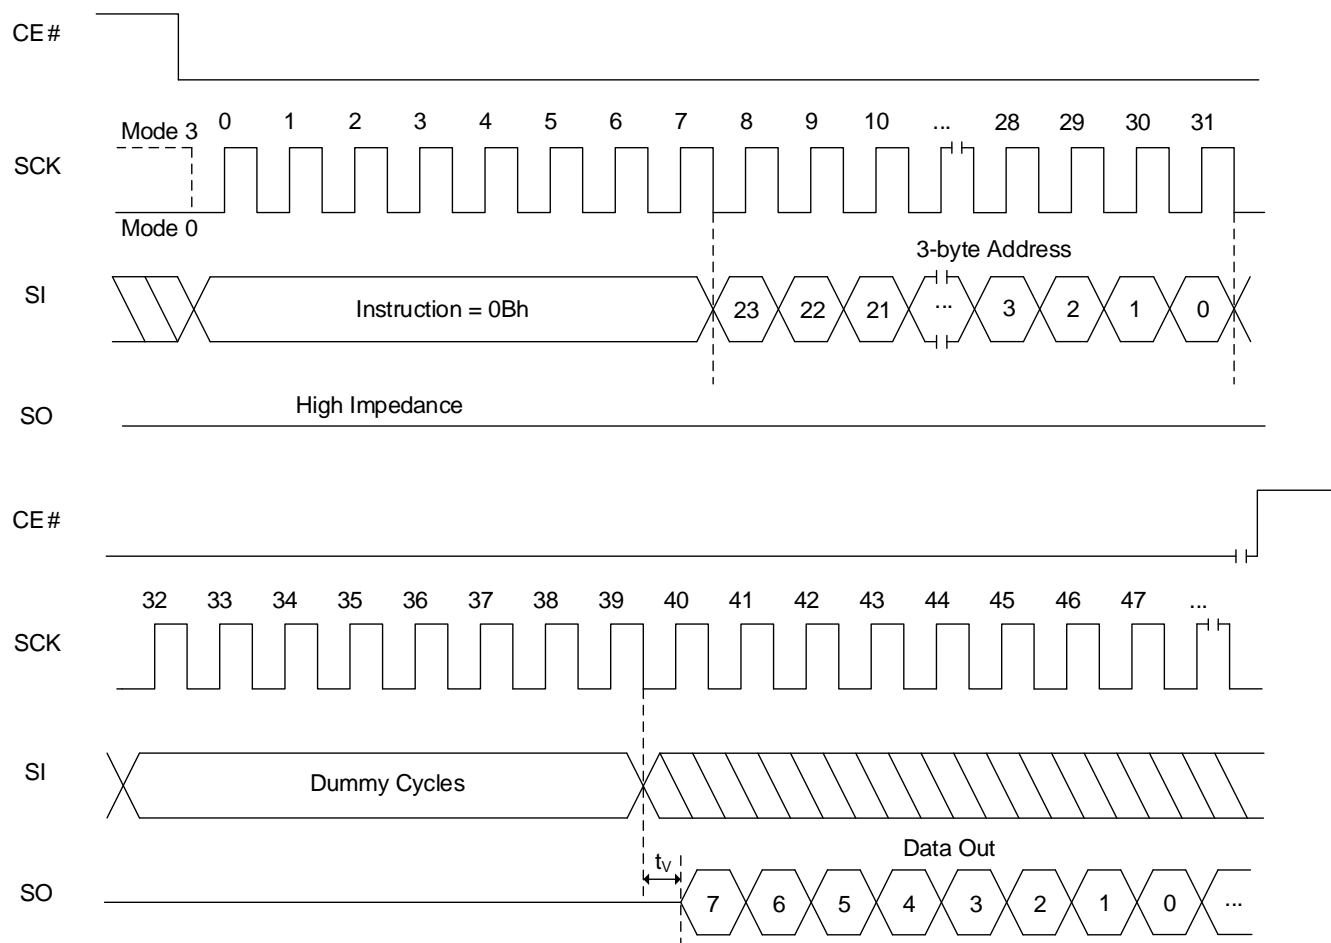 CE#
Mode 3 0 1 2 3 4 5 6 7 8 9 10 ... 28 29 30 31
SCK
Mode 0
3-byte Address
SI Instruction = 0Bh 23 22 21 ... 3 2 1 0
High Impedance
SO
CE#
32 33 34 35 36 37 38 39 40 41 42 43 44 45 46 47 ...
SCK
SI Dummy Cycles
tV Data Out
SO 7 6 5 4 3 2 1 0 ...